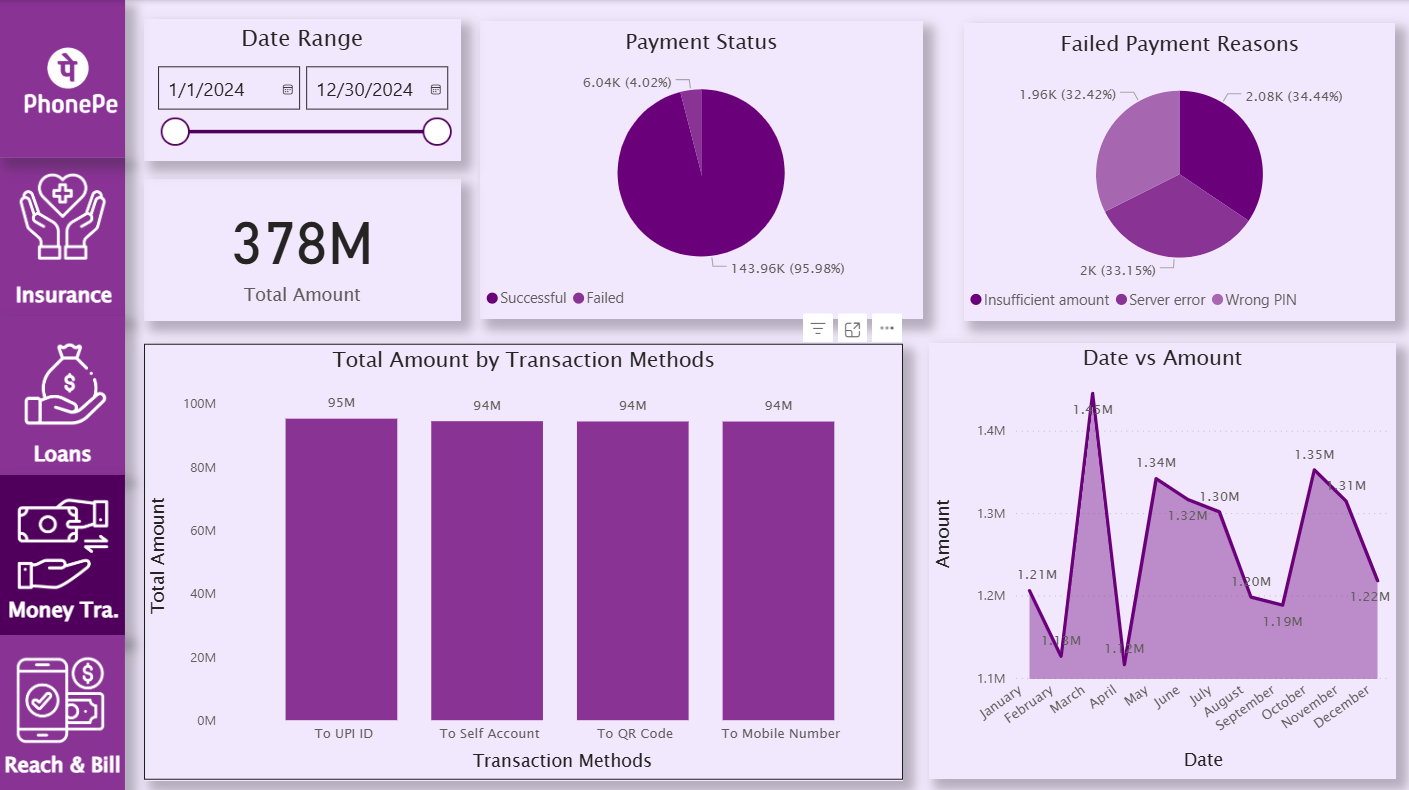 पे
PhonePe
Insurance
Loans
Money Tra.
Reach & Bill
Date Range
1/1/2024
12/30/2024
378M
Total Amount
Payment Status
6.04K (4.02%)
143.96K (95.98%)
Successful
Failed
Failed Payment Reasons
1.96K (32.42%)
2.08K (34.44%)
2K (33.15%)
Insufficient amount
Server error
Wrong PIN
Total Amount by Transaction Methods
Total Amount
100M
80M
60M
40M
20M
0M
95M
94M
94M
94M
To UPI ID
To Self Account
To QR Code
To Mobile Number
Transaction Methods
Date vs Amount
Amount
1.4M
1.3M
1.2M
1.1M
1.21M
1.13M
1.45M
1.12M
1.34M
1.32M
1.30M
1.20M
1.19M
1.35M
1.31M
1.22M
January
February
March
April
May
June
July
August
September
October
November
December
Date